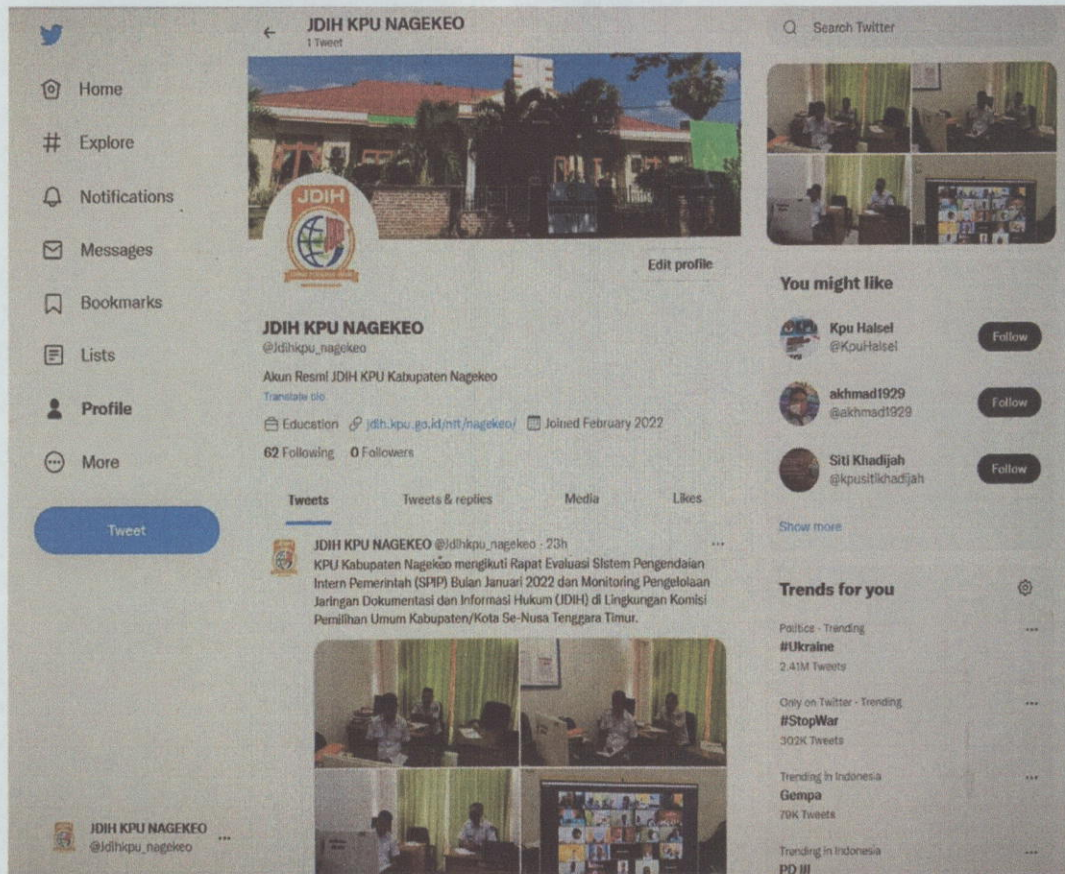 JDIH KPU NAGEKEO
1 Tweet
Search Twitter
Home
Explore
Notifications
Messages
Bookmarks
Lists
Profile
More
Tweet
JDIH
Edit profile
JDIH KPU NAGEKEO
@Jdihkpu_nagekeo
Akun Resmi JDIH KPU Kabupaten Nagekeo
Translate bio
Education jdih.kpu.go.id/ntt/nagekeo/ Joined February 2022
62 Following 0 Followers
Tweets Tweets & replies Media Likes
JDIH KPU NAGEKEO @Jdihkpu_nagekeo · 23h
KPU Kabupaten Nagekeo mengikuti Rapat Evaluasi Sistem Pengendaian
Intern Pemerintah (SPIP) Bulan Januari 2022 dan Monitoring Pengelolaan
Jaringan Dokumentasi dan Informasi Hukum (JDIH) di Lingkungan Komisi
Pemilihan Umum Kabupaten/Kota Se-Nusa Tenggara Timur.
You might like
Kpu Halsel
@KpuHalsel
Follow
akhmad1929
@akhmad1929
Follow
Siti Khadijah
@kpusitikhadijah
Follow
Show more
Trends for you
Politics · Trending
#Ukraine
2.41M Tweets
Only on Twitter · Trending
#StopWar
302K Tweets
Trending in Indonesia
Gempa
79K Tweets
Trending in Indonesia
PD III
JDIH KPU NAGEKEO
@Jdihkpu_nagekeo